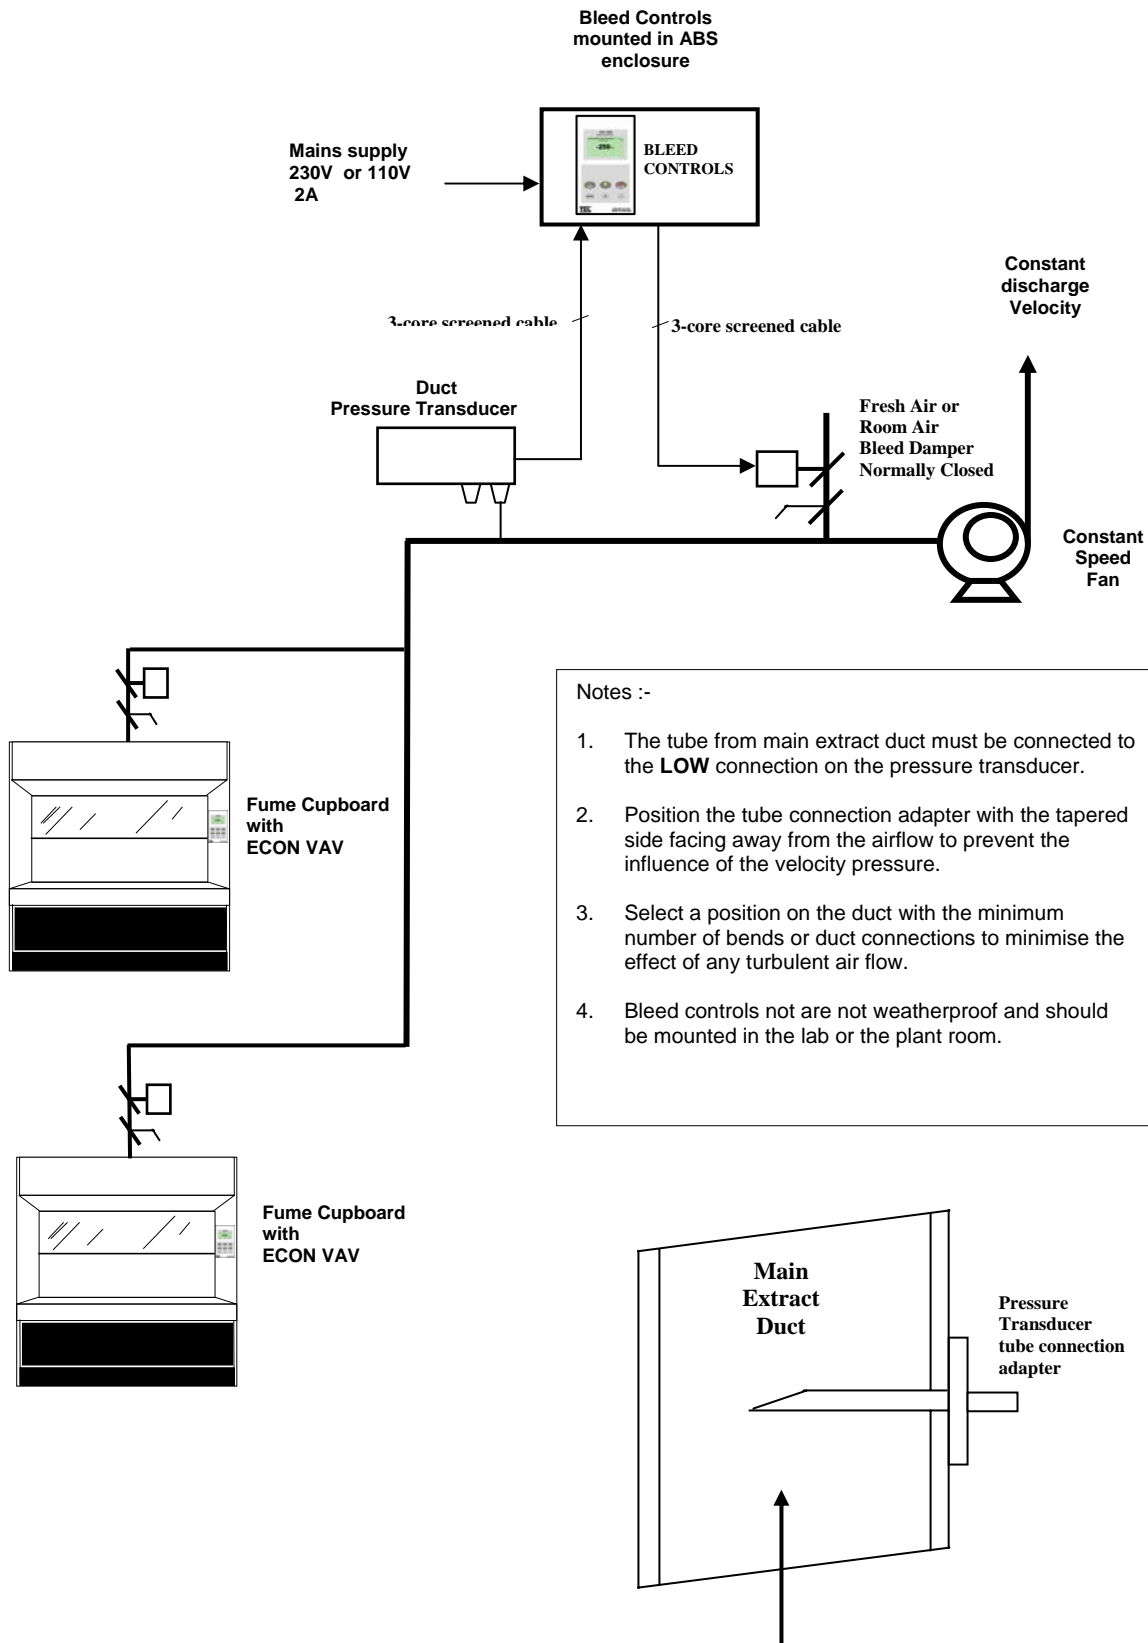 Bleed Controls
mounted in ABS
enclosure
Mains supply
230V or 110V
2A
-250
TEL
BLEED
CONTROLS
Constant
discharge
Velocity
3-core screened cable
3-core screened cable
Duct
Pressure Transducer
Fresh Air or
Room Air
Bleed Damper
Normally Closed
Constant
Speed
Fan
Fume Cupboard
with
ECON VAV
Notes :-
1. The tube from main extract duct must be connected to
the LOW connection on the pressure transducer.
2. Position the tube connection adapter with the tapered
side facing away from the airflow to prevent the
influence of the velocity pressure.
3. Select a position on the duct with the minimum
number of bends or duct connections to minimise the
effect of any turbulent air flow.
4. Bleed controls not are not weatherproof and should
be mounted in the lab or the plant room.
Fume Cupboard
with
ECON VAV
Main
Extract
Duct
Pressure
Transducer
tube connection
adapter